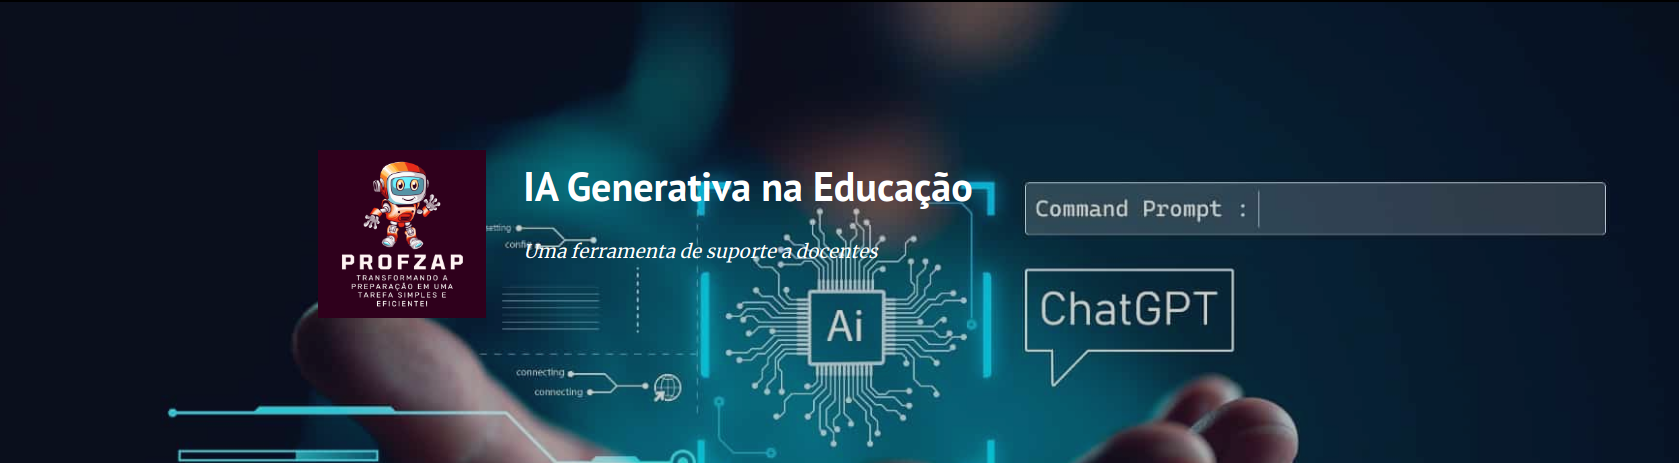 IA Generativa na Educação
Uma ferramenta de suporte a docentes
PROFZAP
TRANSFORMANDO A
PREPARAÇÃO EM UMA
TAREFA SIMPLES E
EFICIENTE!
setting
config
connecting
connecting
Ai
Command Prompt :
ChatGPT